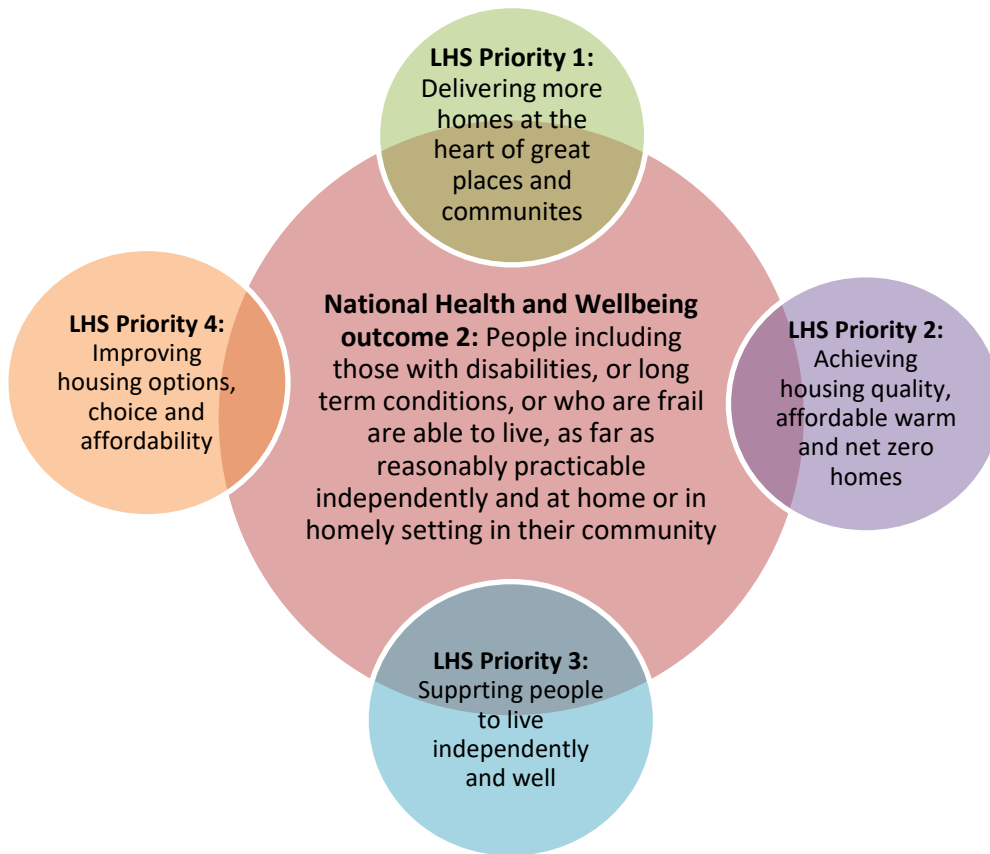 LHS Priority 1:
Delivering more
homes at the
heart of great
places and
communites
National Health and Wellbeing
outcome 2: People including
those with disabilities, or long
term conditions, or who are frail
are able to live, as far as
reasonably practicable
independently and at home or in
homely setting in their community
LHS Priority 4:
Improving
housing options,
choice and
affordability
LHS Priority 2:
Achieving
housing quality,
affordable warm
and net zero
homes
LHS Priority 3:
Supprting people
to live
independently
and well